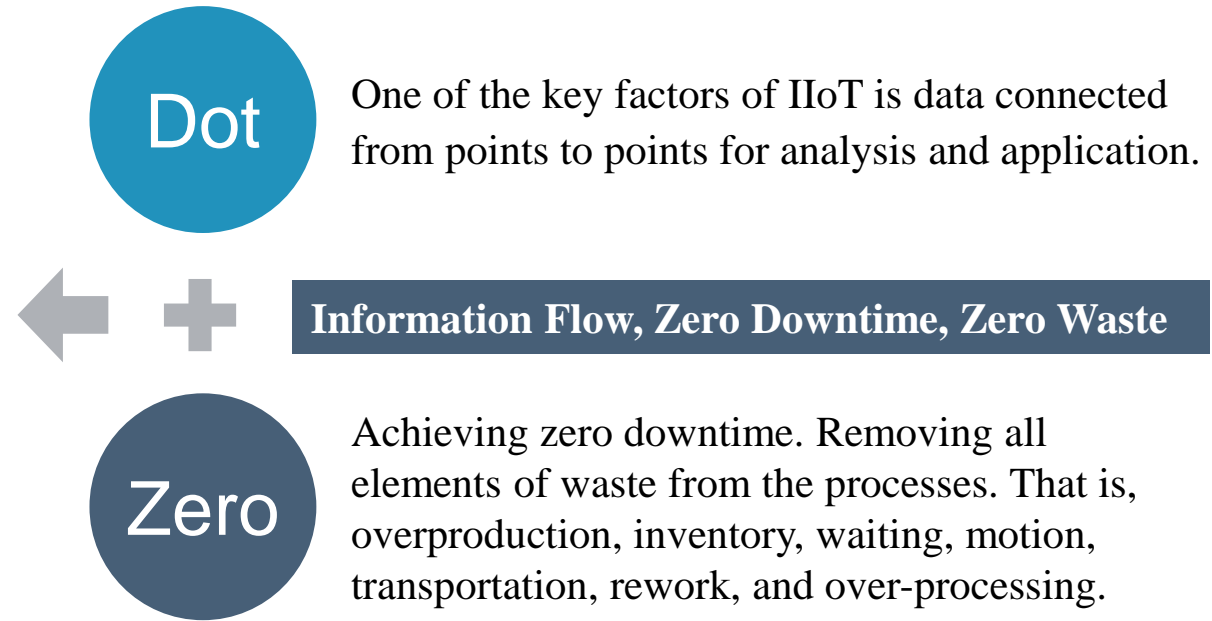 Dot
One of the key factors of IIoT is data connected
from points to points for analysis and application.
Information Flow, Zero Downtime, Zero Waste
Zero
Achieving zero downtime. Removing all
elements of waste from the processes. That is,
overproduction, inventory, waiting, motion,
transportation, rework, and over-processing.